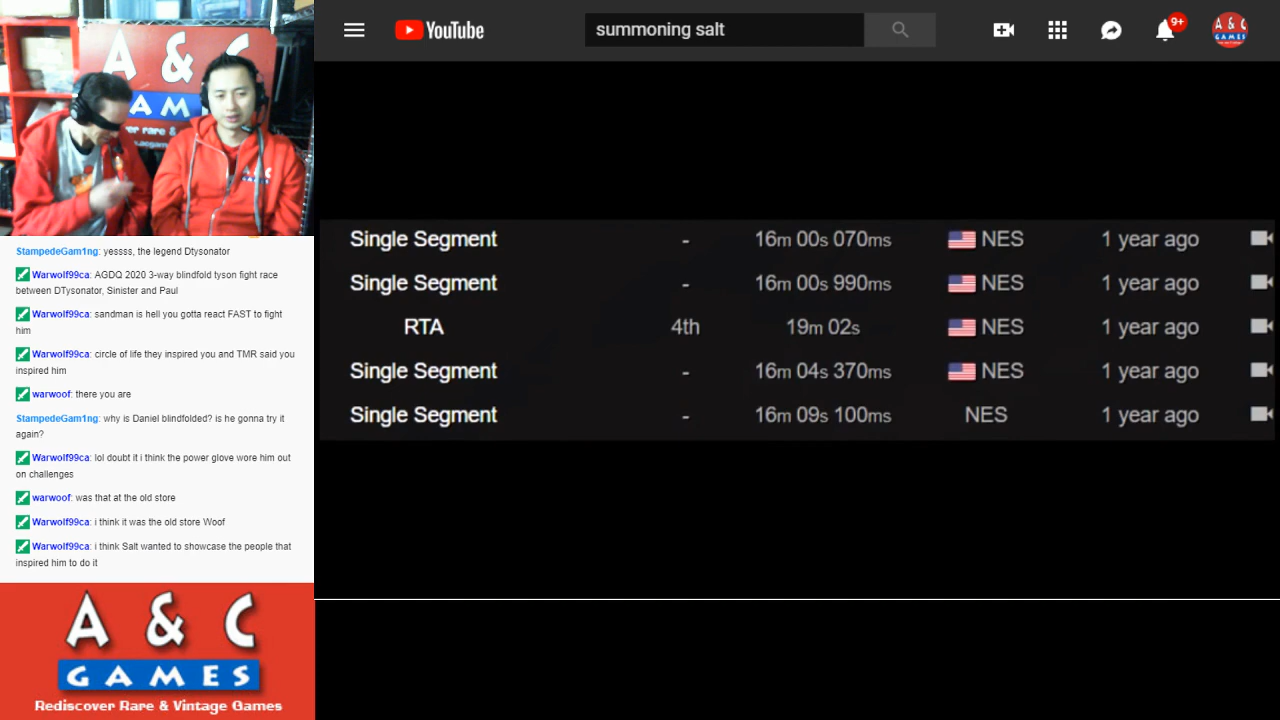 A & C
A M
er rare &
A & C
GAMES
StampedeGam1ng: yessss, the legend Dtysonator
Warwolf99ca: AGDQ 2020 3-way blindfold tyson fight race
between DTysonator, Sinister and Paul
Warwolf99ca: sandman is hell you gotta react FAST to fight
him
Warwolf99ca: circle of life they inspired you and TMR said you
inspired him
warwoof: there you are
StampedeGam1ng: why is Daniel blindfolded? is he gonna try it
again?
Warwolf99ca: lol doubt it i think the power glove wore him out
on challenges
warwoof: was that at the old store
Warwolf99ca: i think it was the old store Woof
Warwolf99ca: i think Salt wanted to showcase the people that
inspired him to do it
A & C
GAMES
Rediscover Rare & Vintage Games
YouTube
summoning salt
9+
A & C
GAMES
Single Segment - 16m 00s 070ms NES 1 year ago
Single Segment - 16m 00s 990ms NES 1 year ago
RTA 4th 19m 02s NES 1 year ago
Single Segment - 16m 04s 370ms NES 1 year ago
Single Segment - 16m 09s 100ms NES 1 year ago